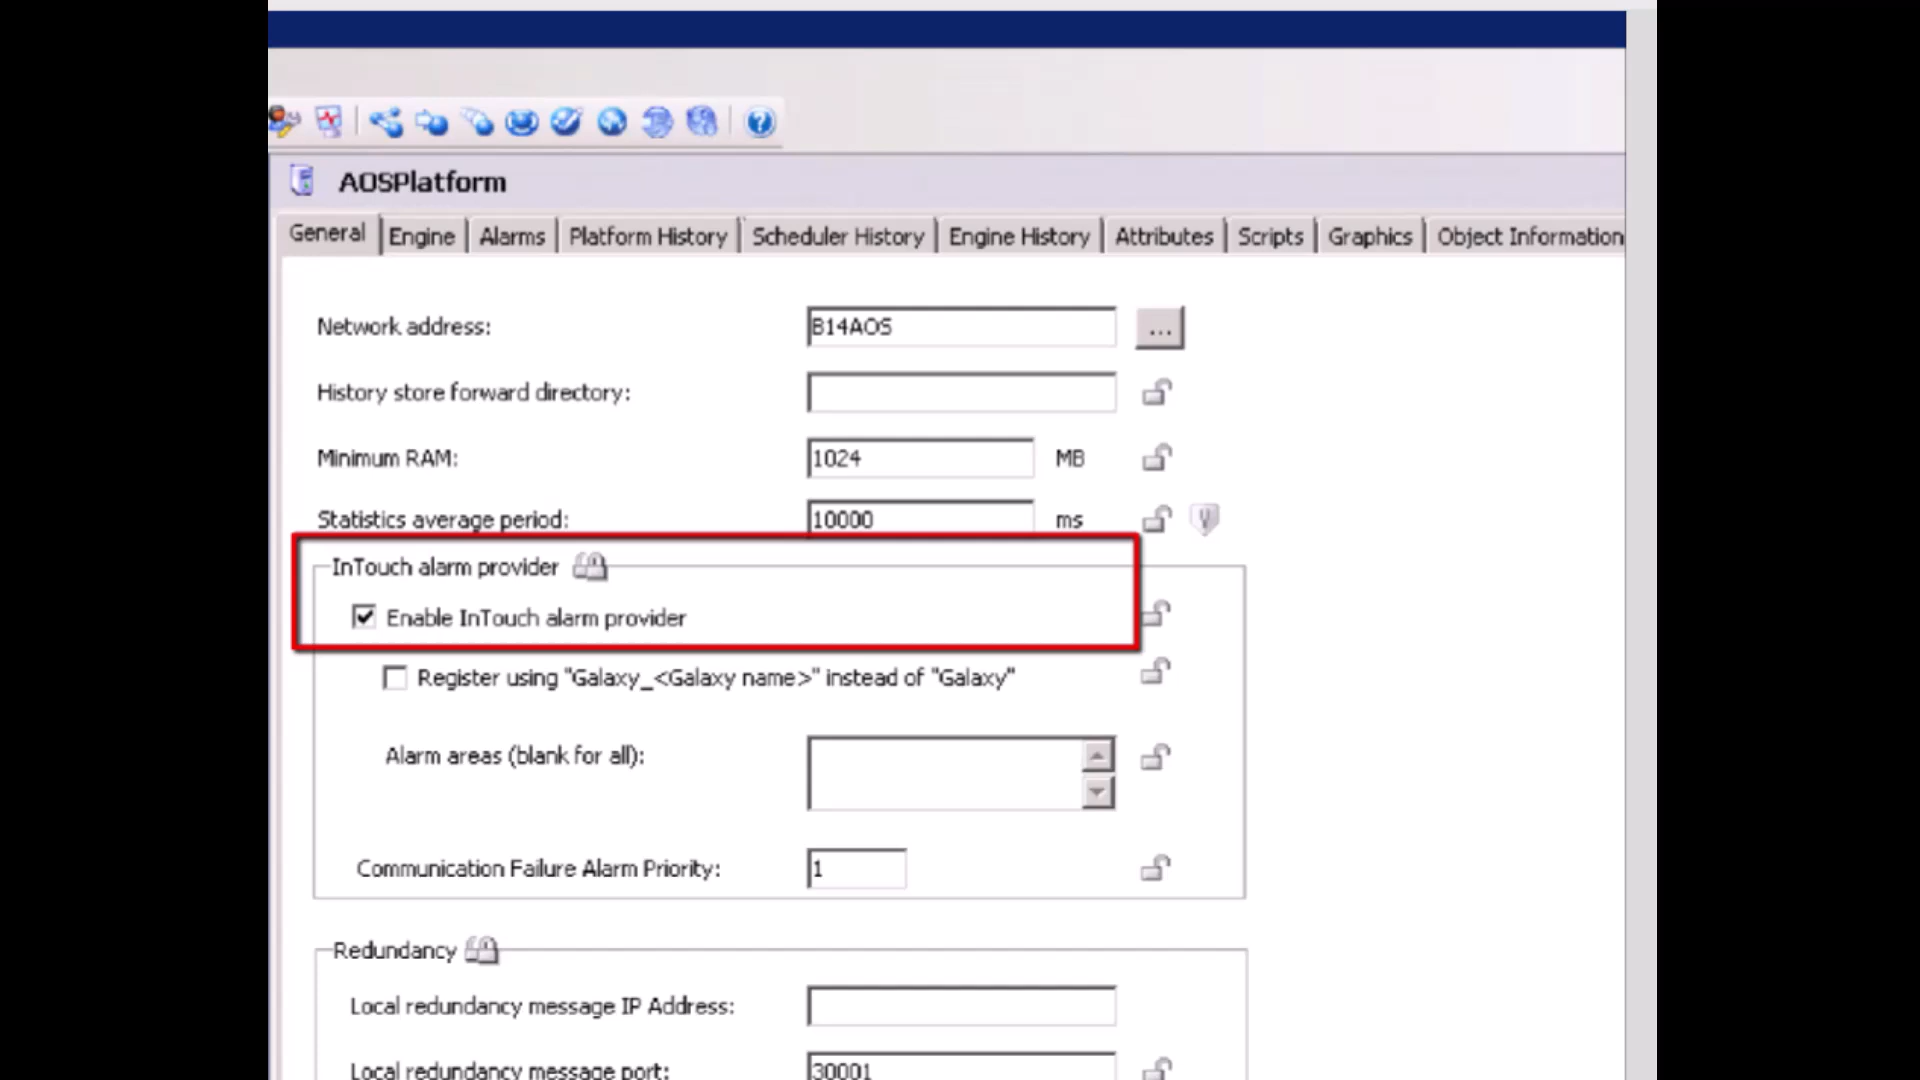 AOSPlatform
General Engine Alarms Platform History Scheduler History Engine History Attributes Scripts Graphics Object Information
Network address: B14AOS ...
History store forward directory:
Minimum RAM: 1024 MB
Statistics average period: 10000 ms
InTouch alarm provider
Enable InTouch alarm provider
Register using "Galaxy_<Galaxy name>" instead of "Galaxy"
Alarm areas (blank for all):
Communication Failure Alarm Priority: 1
Redundancy
Local redundancy message IP Address:
Local redundancy message port: 30001